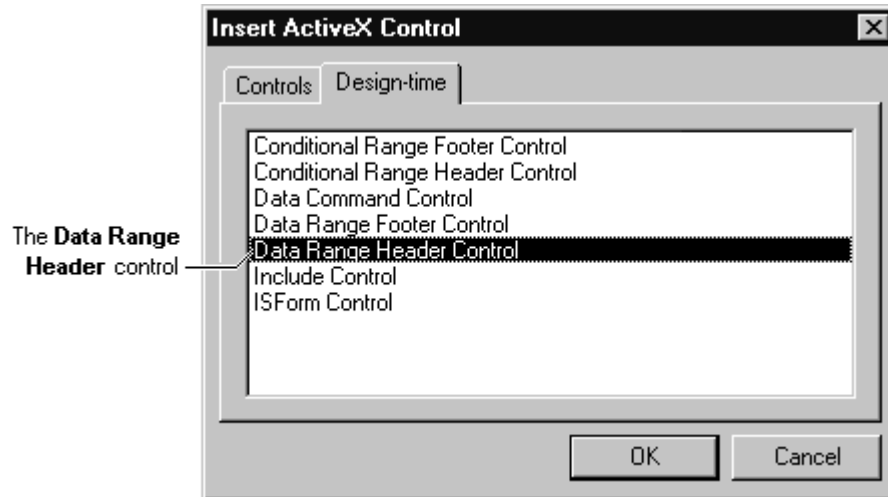 Insert ActiveX Control
Controls
Design-time
Conditional Range Footer Control
Conditional Range Header Control
Data Command Control
Data Range Footer Control
Data Range Header Control
Include Control
ISForm Control
The Data Range
Header control
OK
Cancel